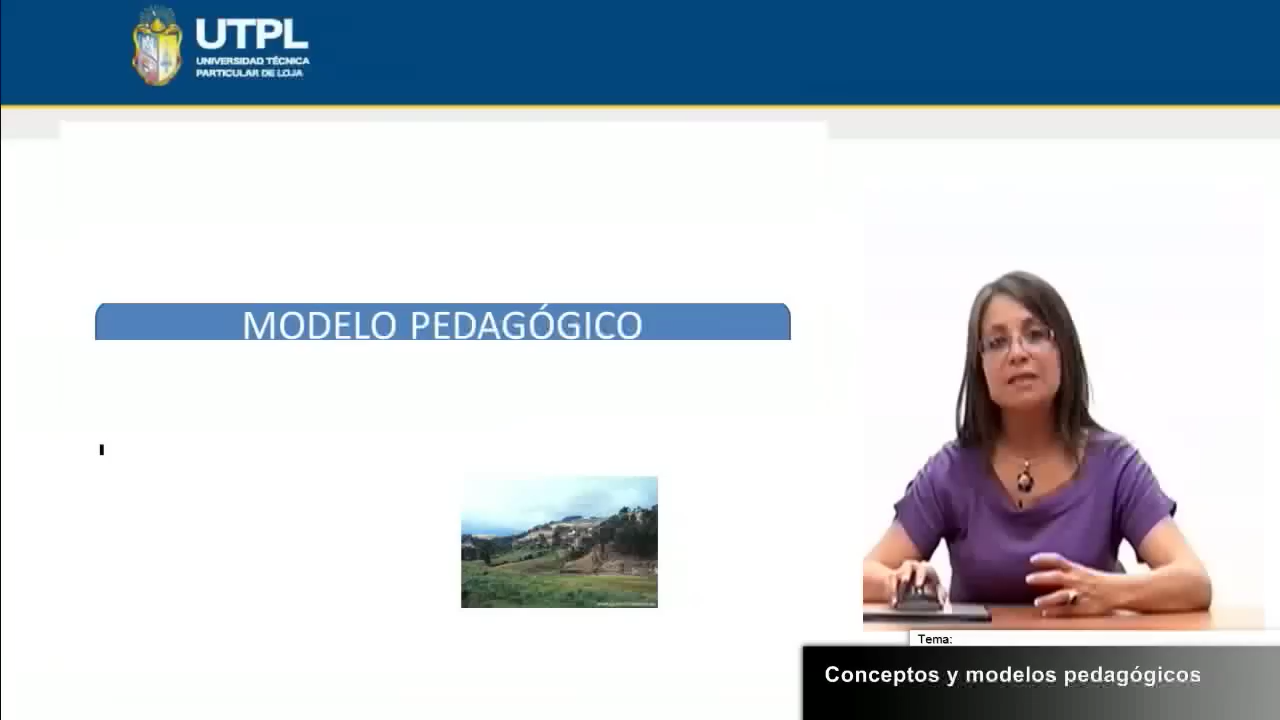 UTPL
UNIVERSIDAD TÉCNICA
PARTICULAR DE LOJA
MODELO PEDAGÓGICO
Tema:
Conceptos y modelos pedagógicos